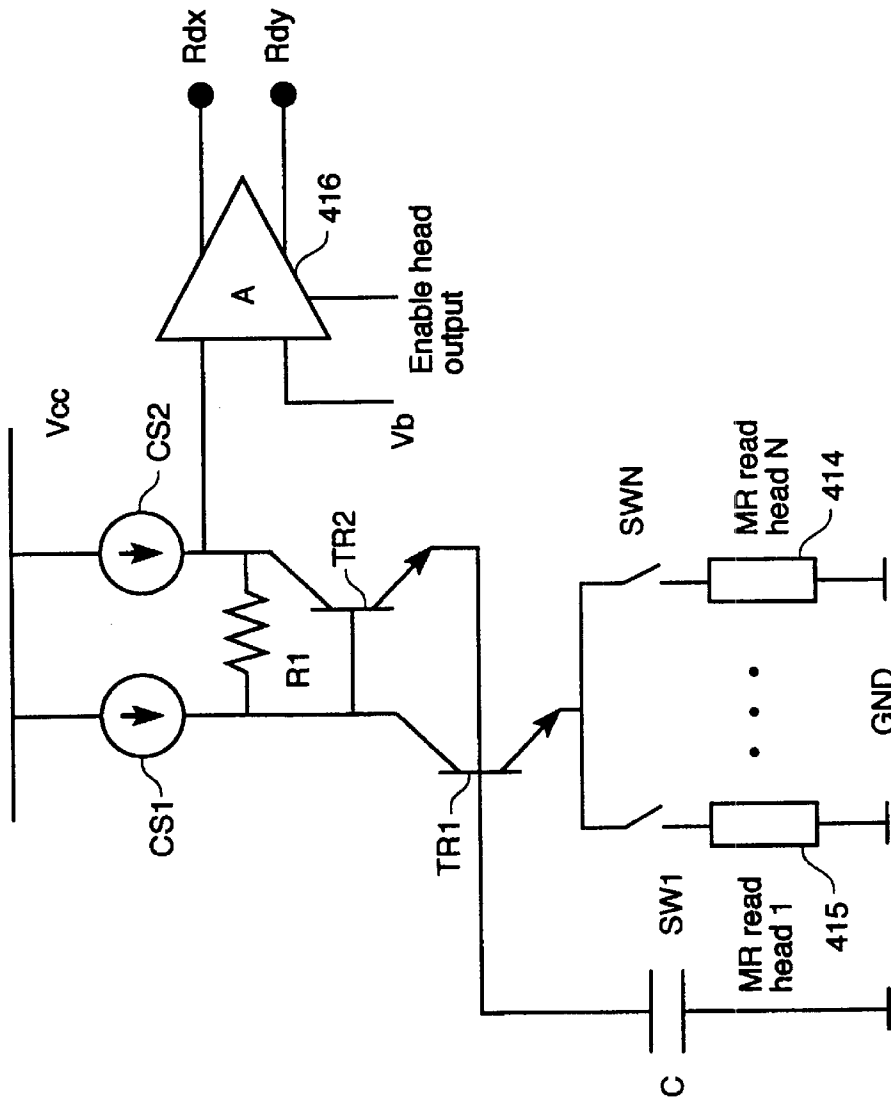 Vcc
CS1
CS2
R1
TR2
TR1
A
416
Rdx
Rdy
Enable head
output
Vb
C
SW1
SWN
MR read
head 1
415
MR read
head N
414
GND